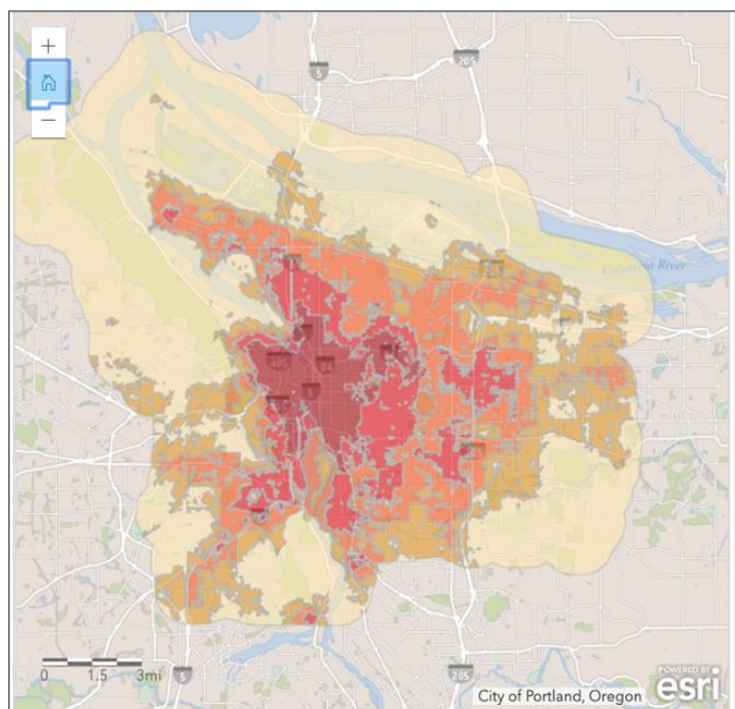 +
5
205
−
Columbia River
0 1.5 3mi
5
205
City of Portland, Oregon
POWERED BY
esri